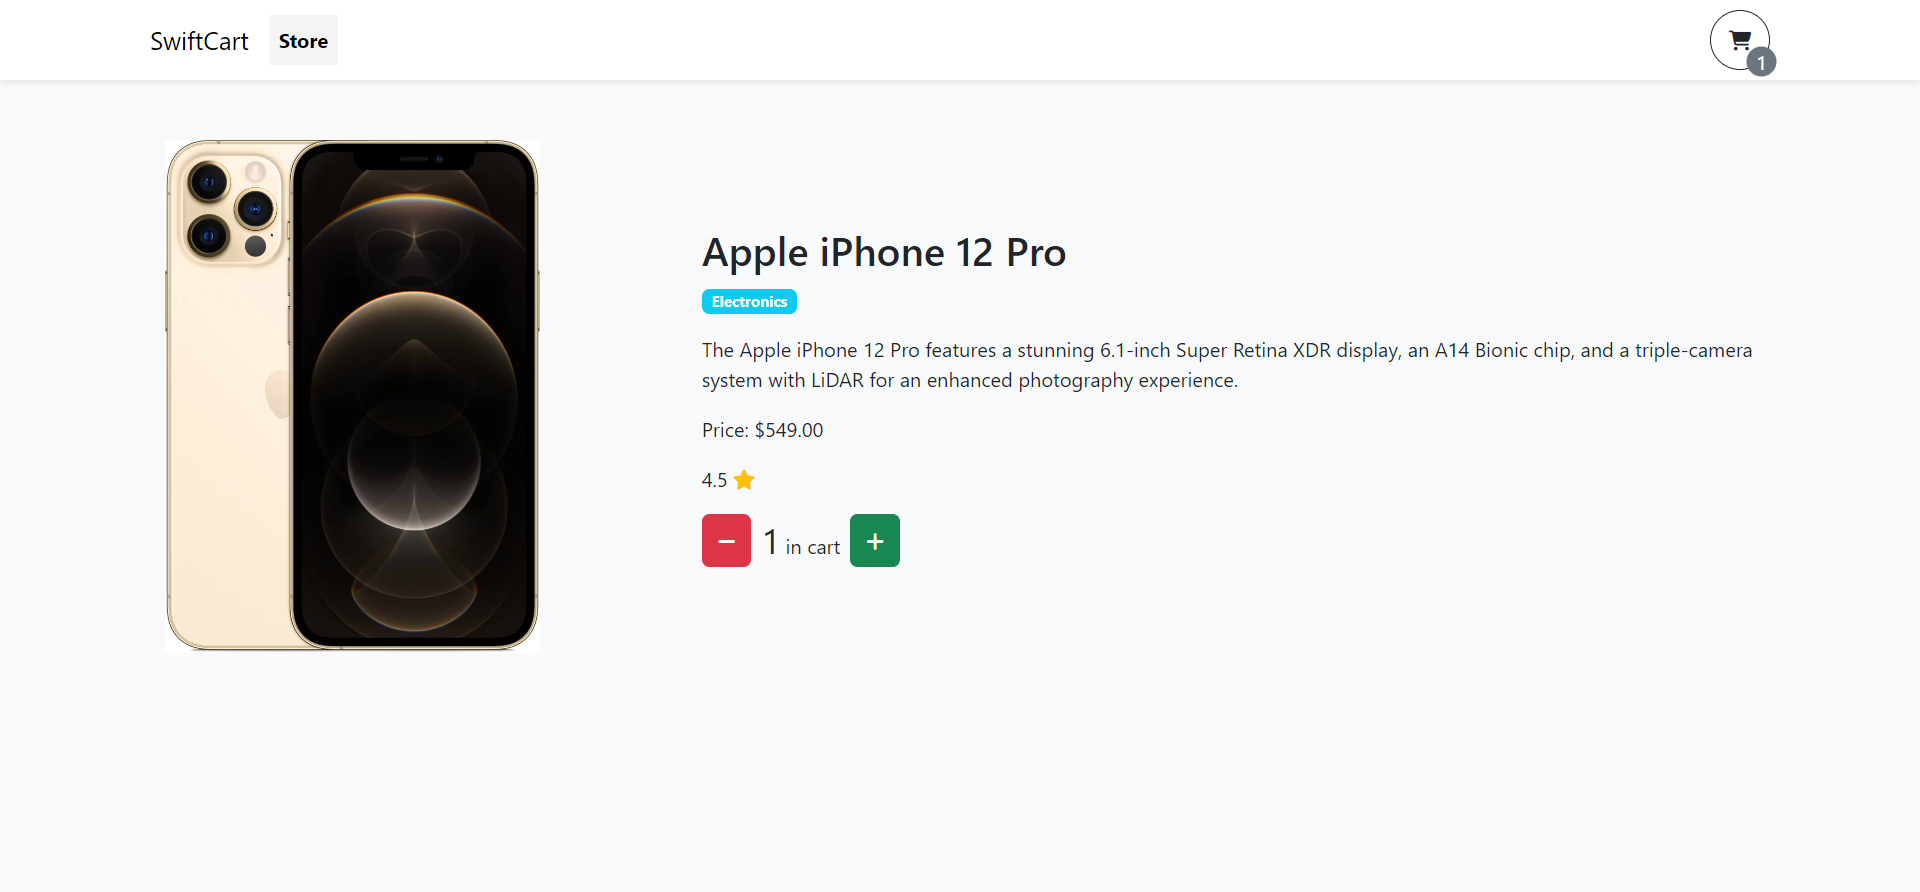 SwiftCart Store
1
Apple iPhone 12 Pro
Electronics
The Apple iPhone 12 Pro features a stunning 6.1-inch Super Retina XDR display, an A14 Bionic chip, and a triple-camera
system with LiDAR for an enhanced photography experience.
Price: $549.00
4.5
− 1 in cart +